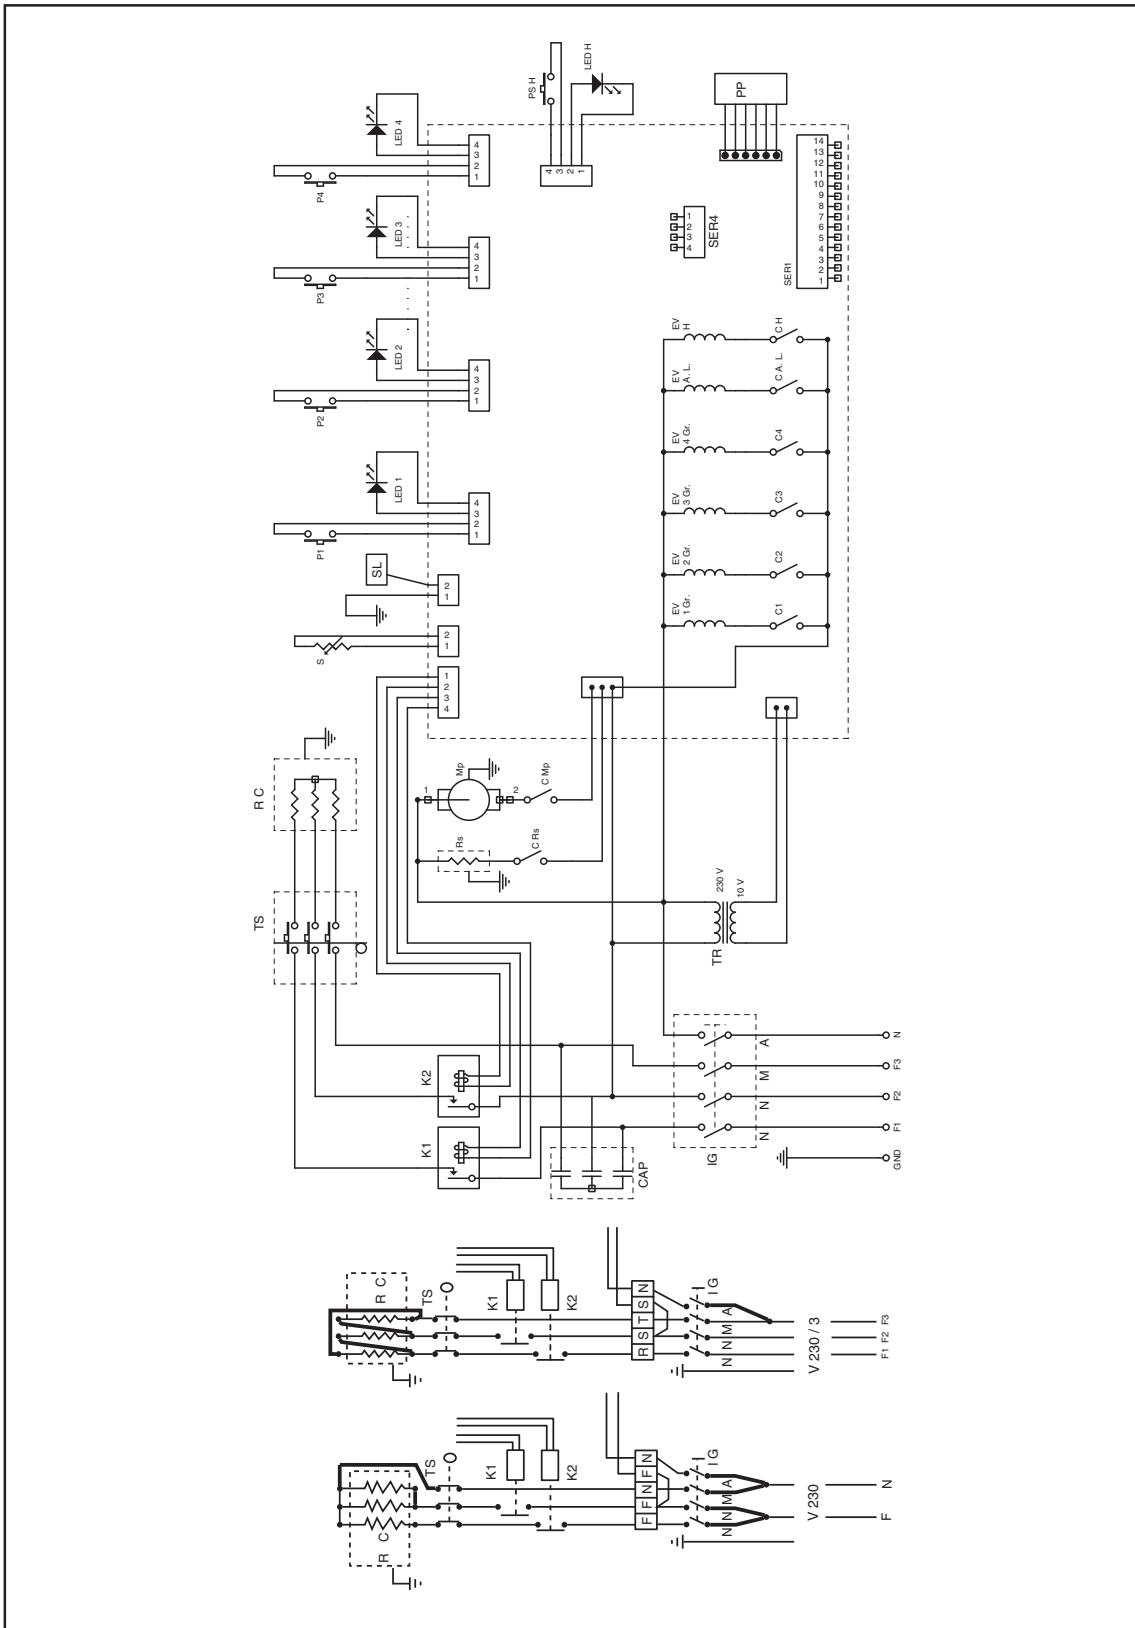 LED 4
4
3
2
1
P4
LED 3
4
3
2
1
P3
LED 2
4
3
2
1
P2
LED 1
4
3
2
1
P1
PS H
LED H
4
3
2
1
PP
SER4
1
2
3
4
SER1
14
13
12
11
10
9
8
7
6
5
4
3
2
1
SL
2
1
S
2
1
1
2
3
4
EV H
C H
EV A. L.
C A. L.
EV 4 Gr.
C4
EV 3 Gr.
C3
EV 2 Gr.
C2
EV 1 Gr.
C1
R C
TS
Mp
1
2
C Mp
Rs
C Rs
TR
230 V
10 V
K2
K1
CAP
IG
A
M
N
N
N
F3
F2
F1
GND
R C
TS
K1
K2
N
S
T
S
R
I G
A
M
N
N
V 230 / 3
F3
F2
F1
R C
TS
K1
K2
N
F
N
F
F
I G
A
M
N
N
V 230
N
F